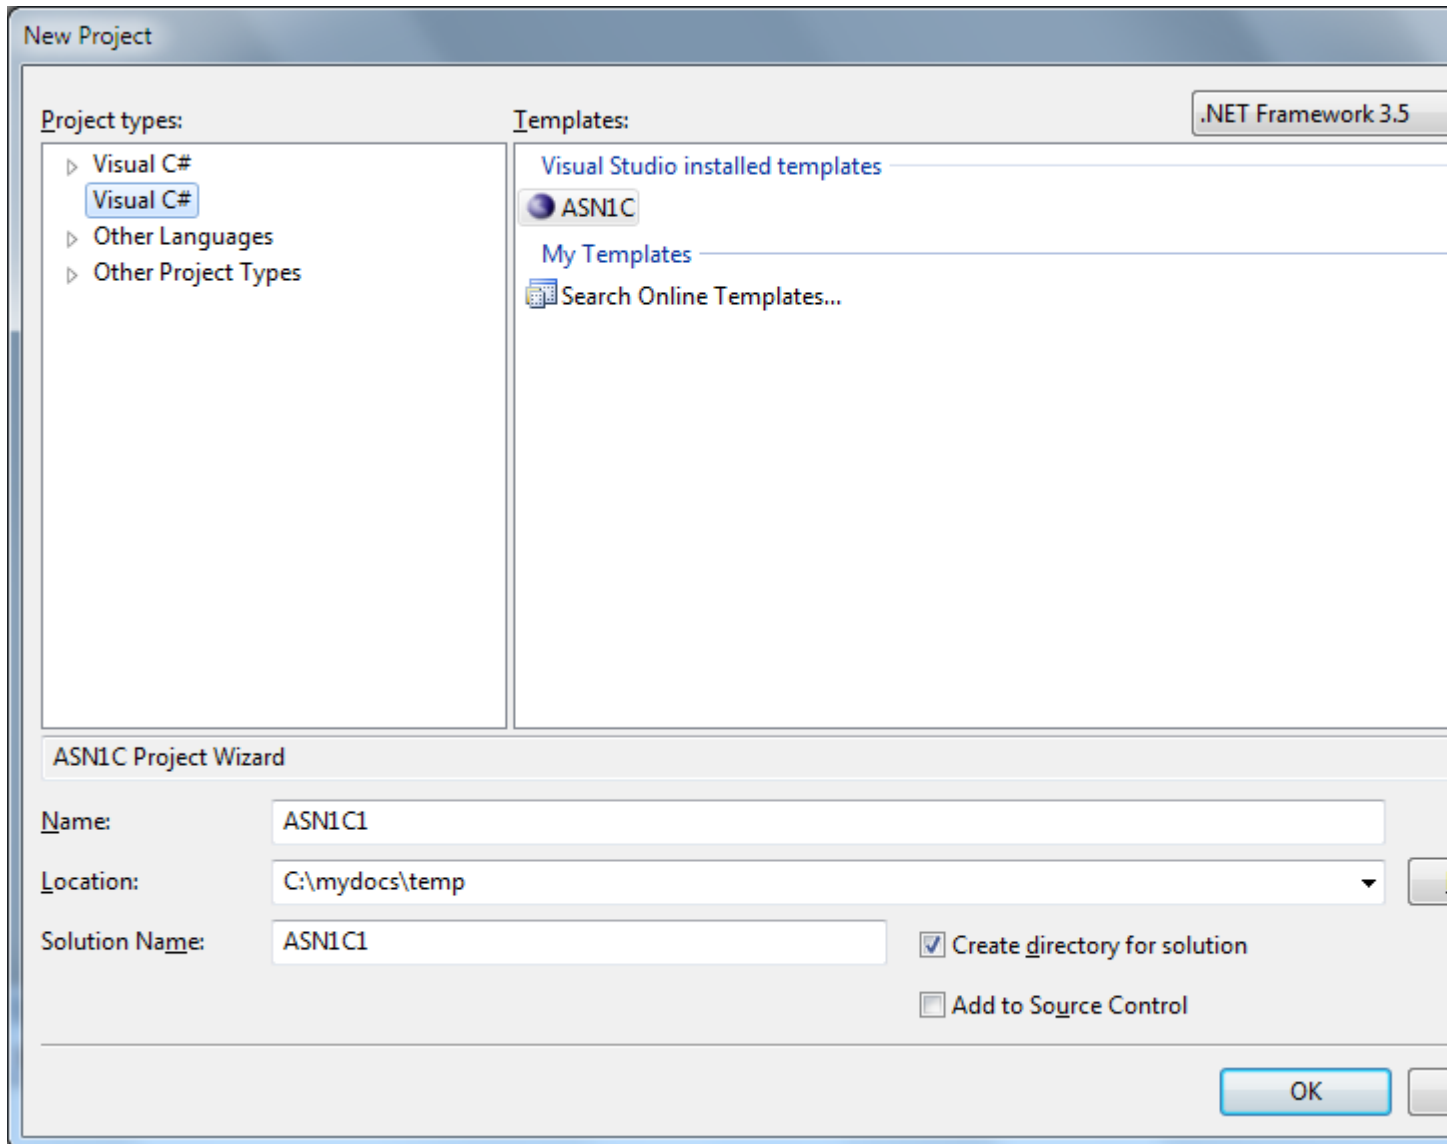 New Project
Project types:
Templates:
.NET Framework 3.5
Visual C#
Visual C#
Other Languages
Other Project Types
Visual Studio installed templates
ASN1C
My Templates
Search Online Templates...
ASN1C Project Wizard
Name:
ASN1C1
Location:
C:\mydocs\temp
Solution Name:
ASN1C1
Create directory for solution
Add to Source Control
OK